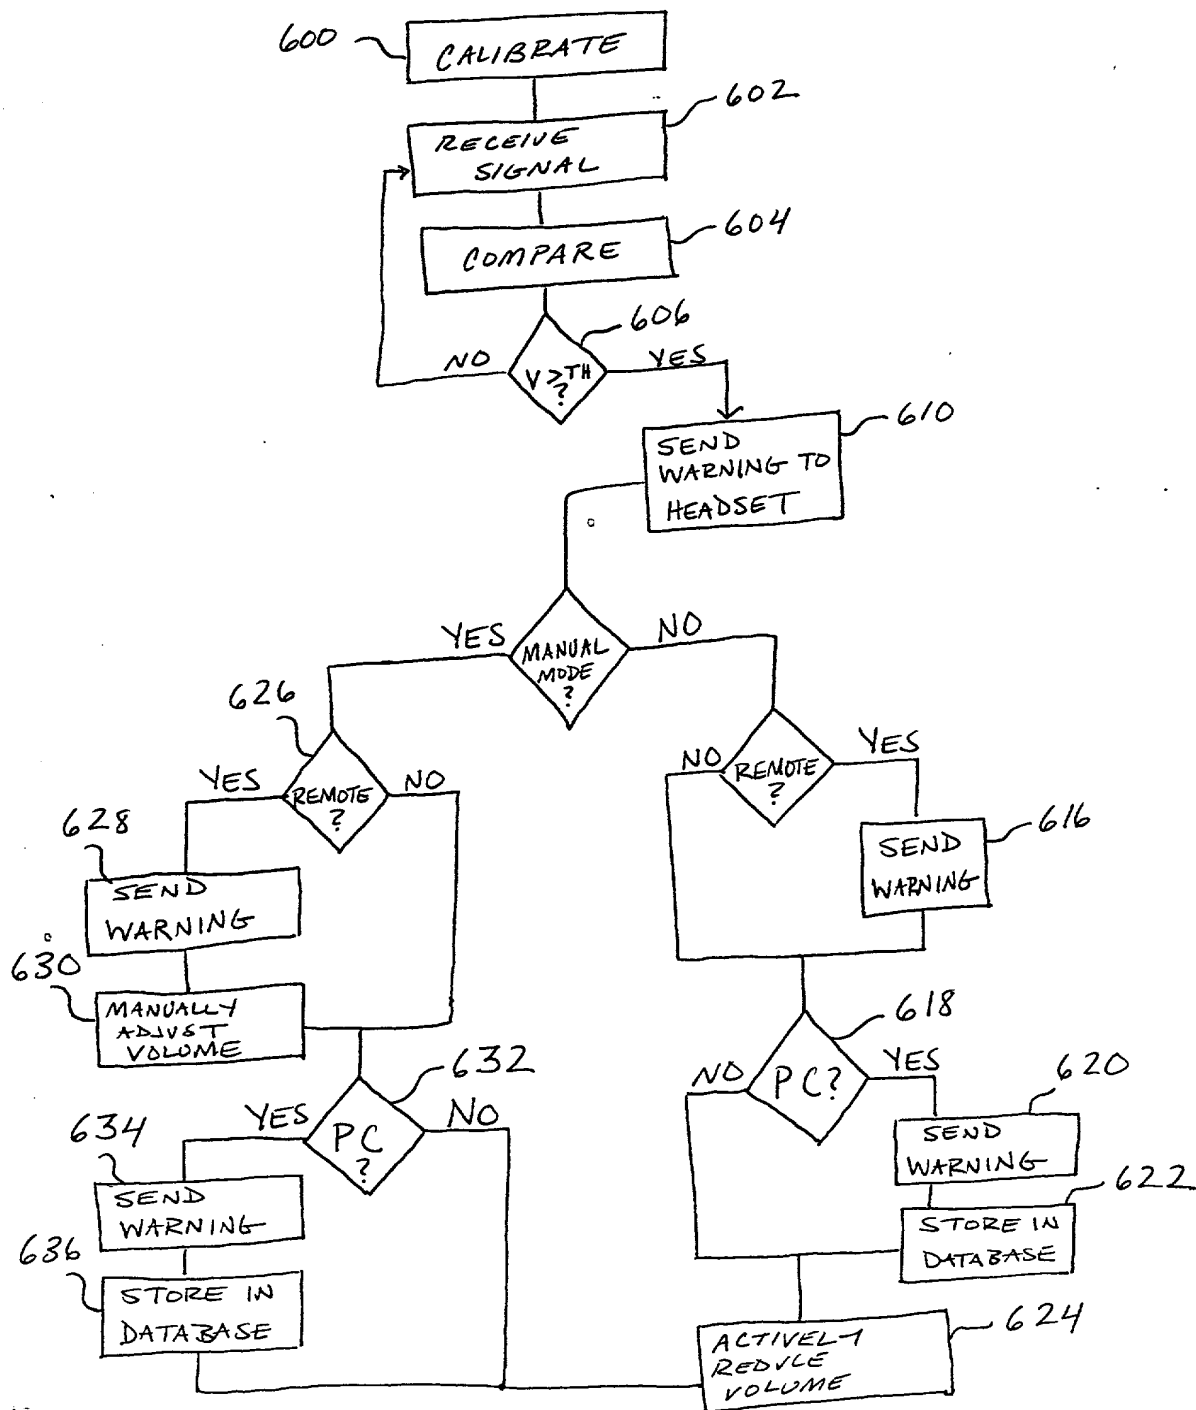 600
CALIBRATE
602
RECEIVE
SIGNAL
604
COMPARE
606
NO
V>TH
?
YES
610
SEND
WARNING TO
HEADSET
YES
MANUAL
MODE
?
NO
626
YES
REMOTE
?
NO
NO
REMOTE
?
YES
628
SEND
WARNING
616
SEND
WARNING
630
MANUALLY
ADJUST
VOLUME
618
NO
PC?
YES
632
YES
PC
?
NO
620
SEND
WARNING
634
SEND
WARNING
622
STORE IN
DATABASE
636
STORE IN
DATABASE
624
ACTIVELY
REDUCE
VOLUME